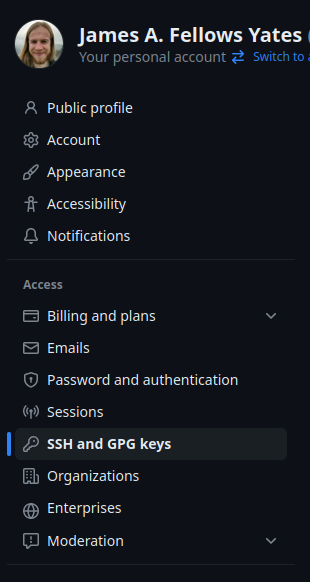 James A. Fellows Yates
Your personal account Switch to
Public profile
Account
Appearance
Accessibility
Notifications
Access
Billing and plans
Emails
Password and authentication
Sessions
SSH and GPG keys
Organizations
Enterprises
Moderation